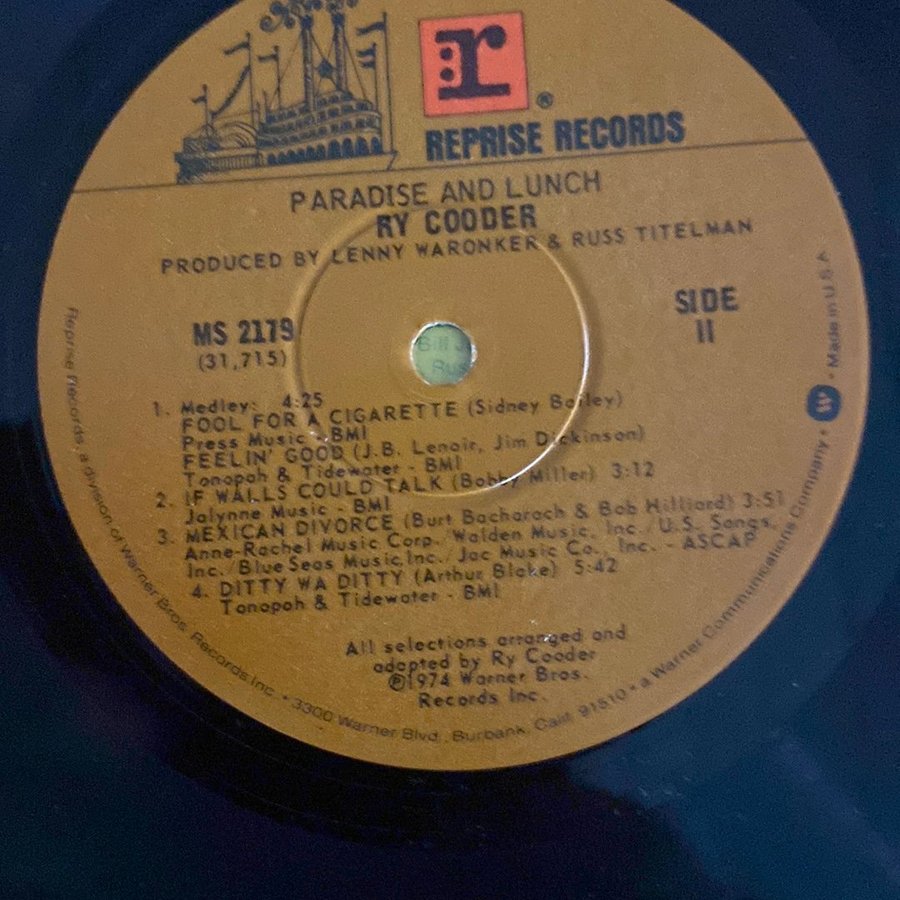 r
®
REPRISE RECORDS
PARADISE AND LUNCH
RY COODER
PRODUCED BY LENNY WARONKER & RUSS TITELMAN
MS 2179
(31,715)
SIDE
II
Bill J
Rus
1. Medley: 4:25
FOOL FOR A CIGARETTE (Sidney Bailey)
Press Music - BMI
FEELIN' GOOD (J.B. Lenoir, Jim Dickinson)
Tonopah & Tidewater - BMI
2. IF WALLS COULD TALK (Bobby Miller) 3:12
Jalynne Music - BMI
3. MEXICAN DIVORCE (Burt Bacharach & Bob Hilliard) 3:51
Anne-Rachel Music Corp./Walden Music, Inc./U.S. Songs,
Inc./Blue Seas Music, Inc./Jac Music Co., Inc. - ASCAP
4. DITTY WA DITTY (Arthur Blake) 5:42
Tonopah & Tidewater - BMI
All selections arranged and
adapted by Ry Cooder
℗1974 Warner Bros.
Records Inc.
Reprise Records, a division of Warner Bros. Records Inc. • 3300 Warner Blvd., Burbank, Calif. 91510 • a Warner Communications Company • W • Made in U.S.A.